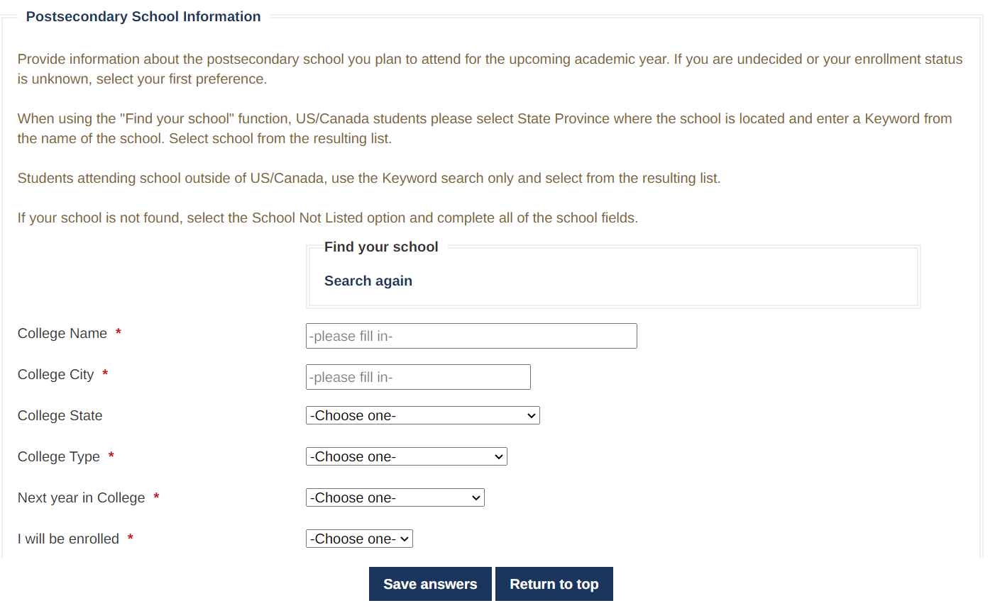 Postsecondary School Information
Provide information about the postsecondary school you plan to attend for the upcoming academic year. If you are undecided or your enrollment status
is unknown, select your first preference.
When using the "Find your school" function, US/Canada students please select State Province where the school is located and enter a Keyword from
the name of the school. Select school from the resulting list.
Students attending school outside of US/Canada, use the Keyword search only and select from the resulting list.
If your school is not found, select the School Not Listed option and complete all of the school fields.
Find your school
Search again
College Name * -please fill in-
College City * -please fill in-
College State -Choose one-
College Type * -Choose one-
Next year in College * -Choose one-
I will be enrolled * -Choose one-
Save answers Return to top